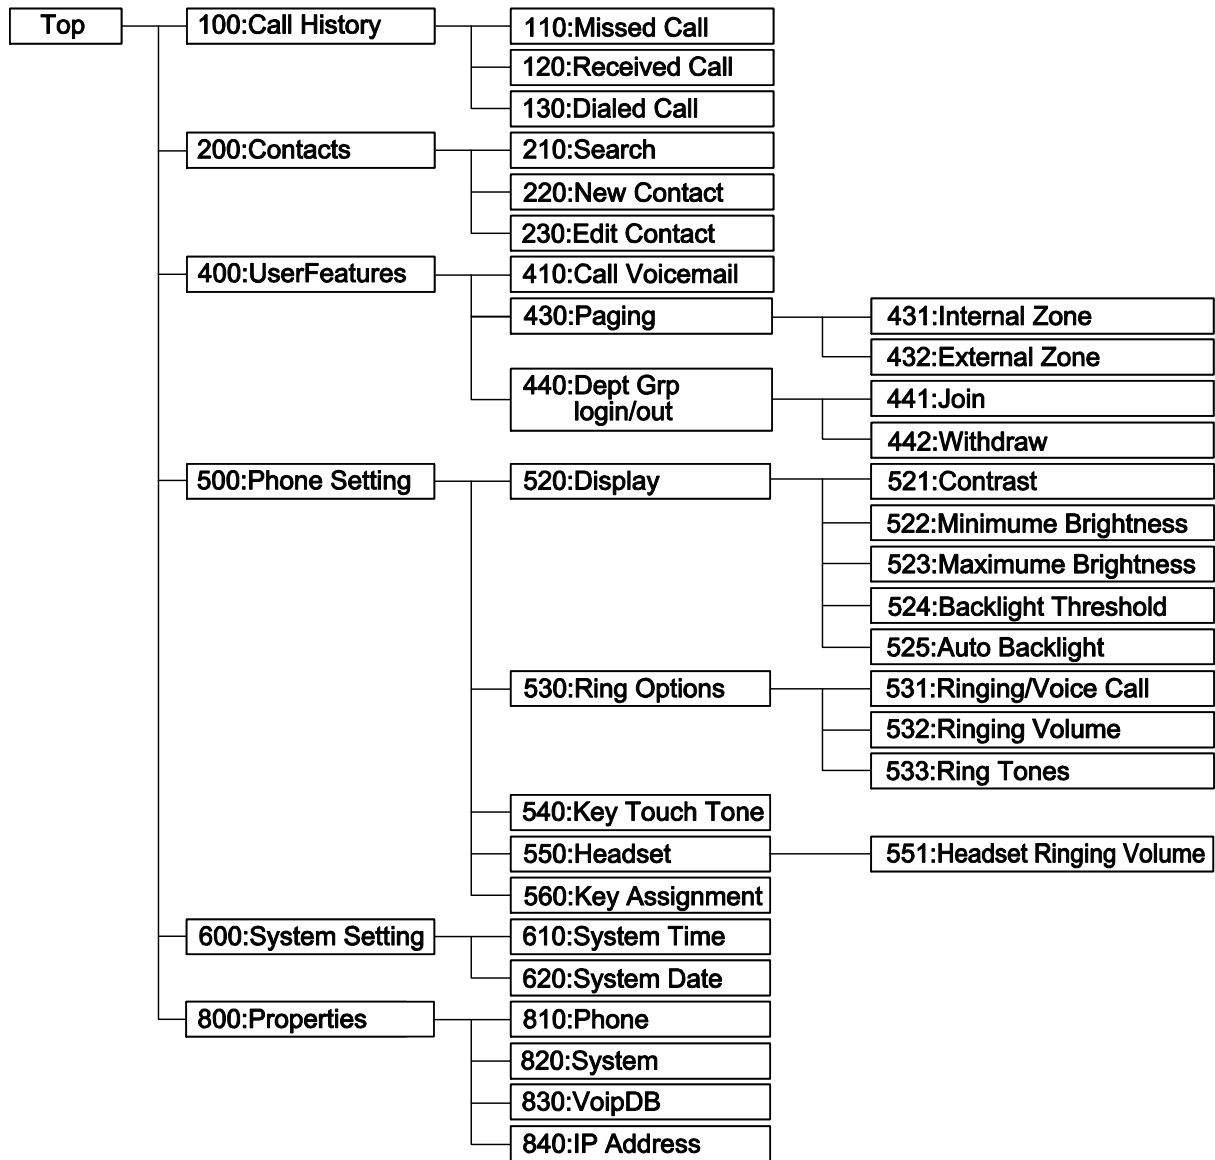 Top
100:Call History
110:Missed Call
120:Received Call
130:Dialed Call
200:Contacts
210:Search
220:New Contact
230:Edit Contact
400:UserFeatures
410:Call Voicemail
430:Paging
431:Internal Zone
432:External Zone
440:Dept Grp
login/out
441:Join
442:Withdraw
500:Phone Setting
520:Display
521:Contrast
522:Minimume Brightness
523:Maximume Brightness
524:Backlight Threshold
525:Auto Backlight
530:Ring Options
531:Ringing/Voice Call
532:Ringing Volume
533:Ring Tones
540:Key Touch Tone
550:Headset
551:Headset Ringing Volume
560:Key Assignment
600:System Setting
610:System Time
620:System Date
800:Properties
810:Phone
820:System
830:VoipDB
840:IP Address